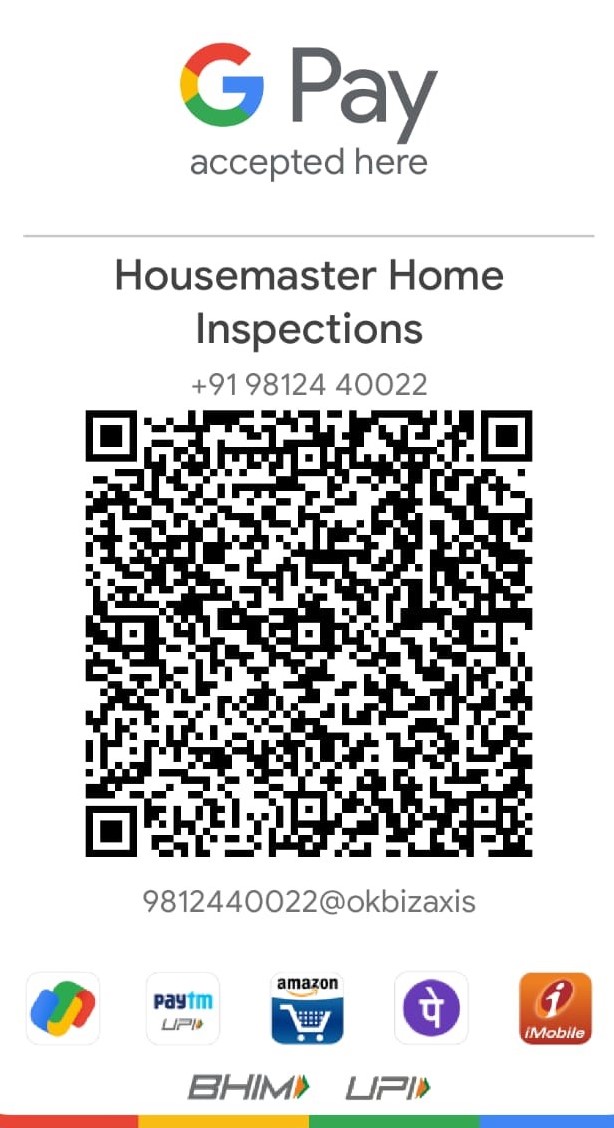 G Pay
accepted here
Housemaster Home
Inspections
+91 98124 40022
9812440022@okbizaxis
paytm
UPI
amazon
पे
i
iMobile
BHIM UPI